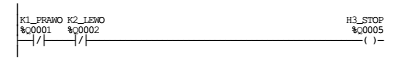 K1_PRAWO K2_LEWO H3_STOP
%Q0001 %Q0002 %Q0005